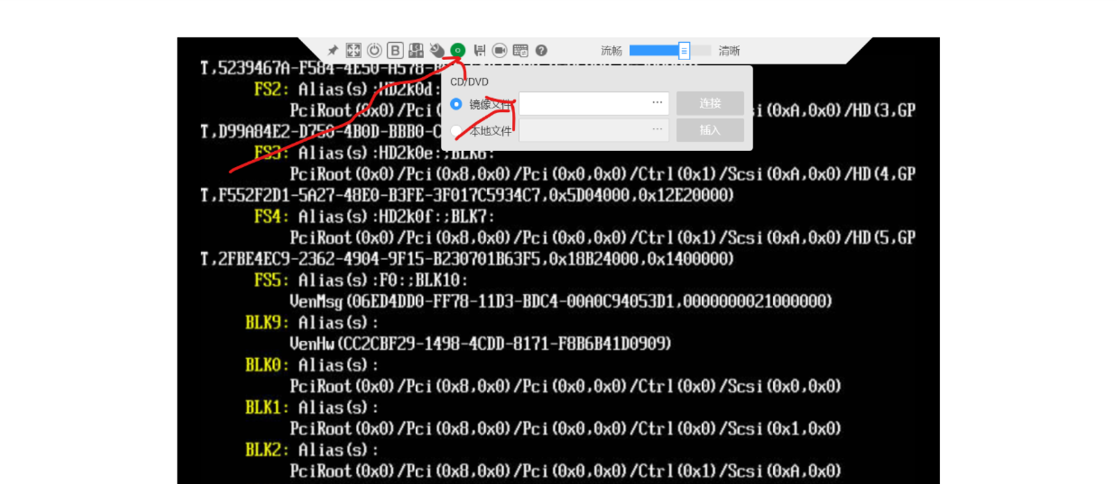 B
流畅
清晰
T,5239467A-F584-4E50-A578-
CD/DVD
FS2: Alias(s):HD2k0d:
镜像文件
...
连接
PciRoot(0x0)/Pci(
i(0xA,0x0)/HD(3,GP
T,D99A84E2-D750-4B0D-BBB0-C
本地文件
...
插入
FS3: Alias(s):HD2k0e:;BLK6:
PciRoot(0x0)/Pci(0x8,0x0)/Pci(0x0,0x0)/Ctrl(0x1)/Scsi(0xA,0x0)/HD(4,GP
T,F552F2D1-5A27-48E0-B3FE-3F017C5934C7,0x5D04000,0x12E20000)
FS4: Alias(s):HD2k0f:;BLK7:
PciRoot(0x0)/Pci(0x8,0x0)/Pci(0x0,0x0)/Ctrl(0x1)/Scsi(0xA,0x0)/HD(5,GP
T,2FBE4EC9-2362-4904-9F15-B230701B63F5,0x18B24000,0x1400000)
FS5: Alias(s):F0:;BLK10:
VenMsg(06ED4DD0-FF78-11D3-BDC4-00A0C94053D1,0000000021000000)
BLK9: Alias(s):
VenHw(CC2CBF29-1498-4CDD-8171-F8B6B41D0909)
BLK0: Alias(s):
PciRoot(0x0)/Pci(0x8,0x0)/Pci(0x0,0x0)/Ctrl(0x0)/Scsi(0x0,0x0)
BLK1: Alias(s):
PciRoot(0x0)/Pci(0x8,0x0)/Pci(0x0,0x0)/Ctrl(0x0)/Scsi(0x1,0x0)
BLK2: Alias(s):
PciRoot(0x0)/Pci(0x8,0x0)/Pci(0x0,0x0)/Ctrl(0x1)/Scsi(0xA,0x0)